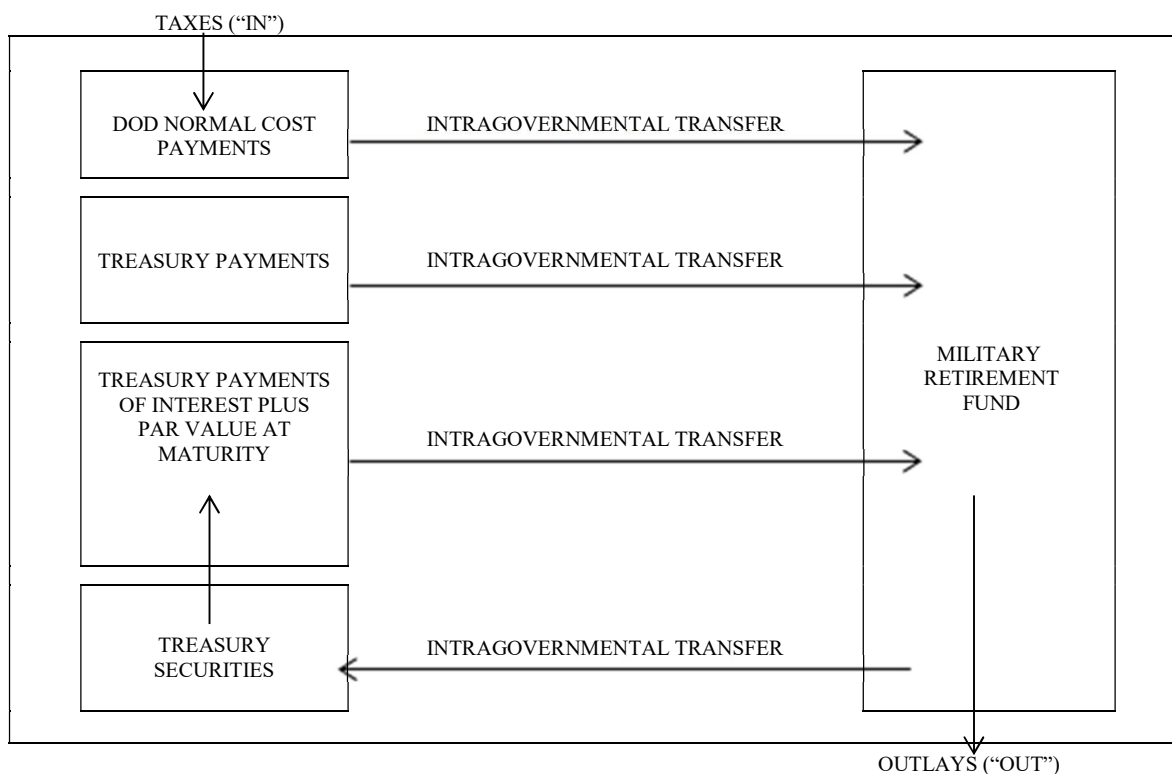 TAXES (“IN”)
DOD NORMAL COST
PAYMENTS
INTRAGOVERNMENTAL TRANSFER
TREASURY PAYMENTS
INTRAGOVERNMENTAL TRANSFER
TREASURY PAYMENTS
OF INTEREST PLUS
PAR VALUE AT
MATURITY
INTRAGOVERNMENTAL TRANSFER
MILITARY
RETIREMENT
FUND
TREASURY
SECURITIES
INTRAGOVERNMENTAL TRANSFER
OUTLAYS (“OUT”)